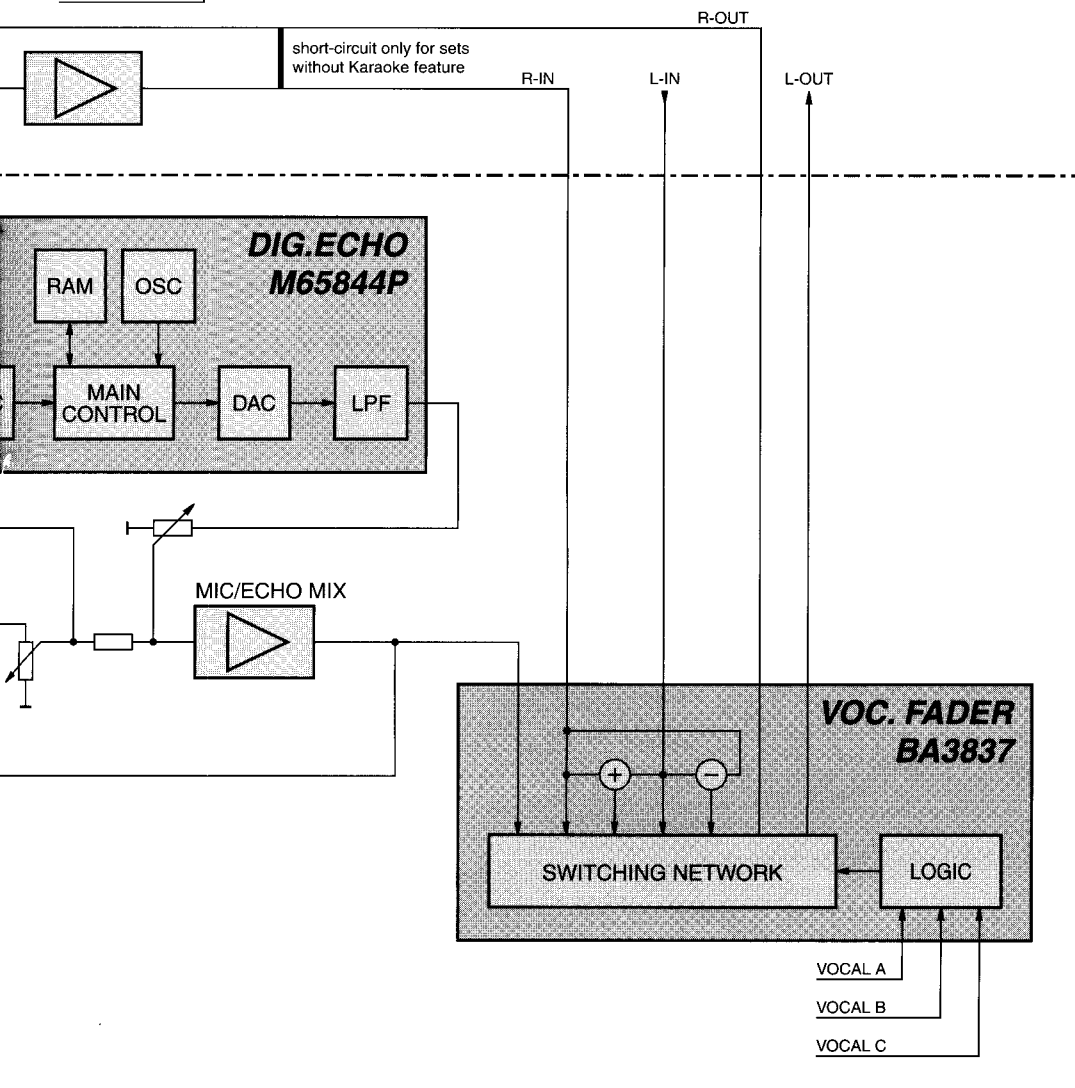 R-OUT
short-circuit only for sets
without Karaoke feature
R-IN
L-IN
L-OUT
DIG.ECHO
M65844P
RAM
OSC
MAIN
CONTROL
DAC
LPF
MIC/ECHO MIX
VOC. FADER
BA3837
+
−
SWITCHING NETWORK
LOGIC
VOCAL A
VOCAL B
VOCAL C